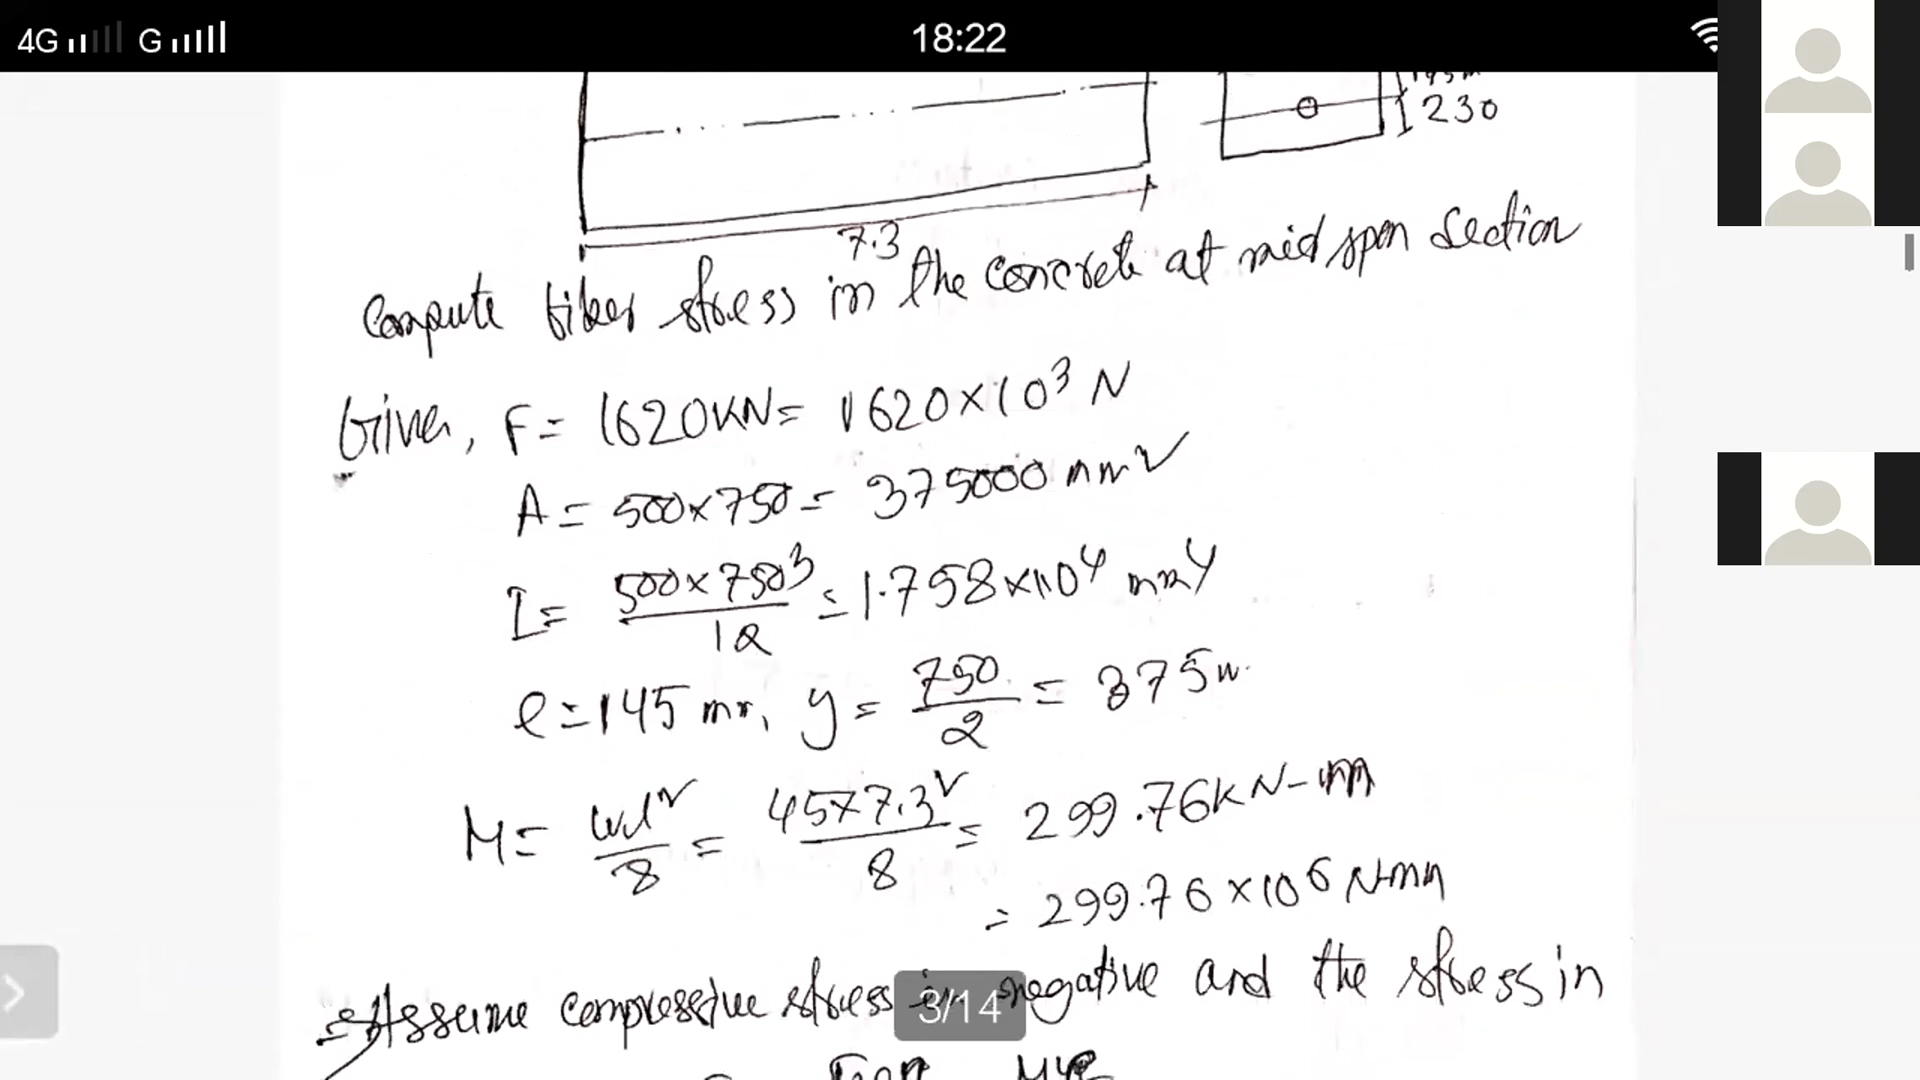 4G G 18:22
230
7.3
Compute fiber stress in the concrete at mid span section
Given, F = 1620KN = 1620×10³ N
A = 500×750 = 375000 mm²
I = 500×750³ / 12 = 1.758×10⁴ mm4
e = 145 mm, y = 750 / 2 = 375
M = wl² / 8 = 45×7.3² / 8 = 299.76KN-m
= 299.76×10⁶ N-mm
Assume compressive stress is negative and the stress in
3/14